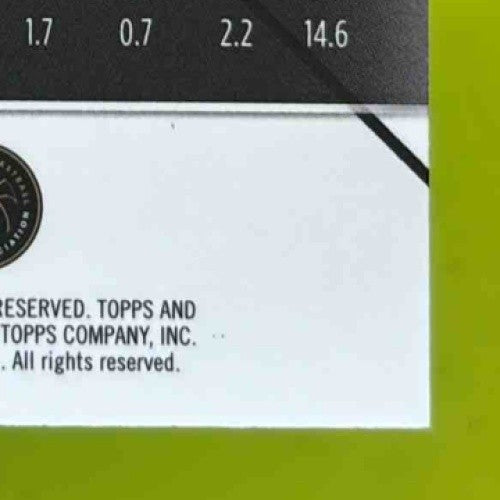 1.7 0.7 2.2 14.6
RESERVED. TOPPS AND
TOPPS COMPANY, INC.
. All rights reserved.